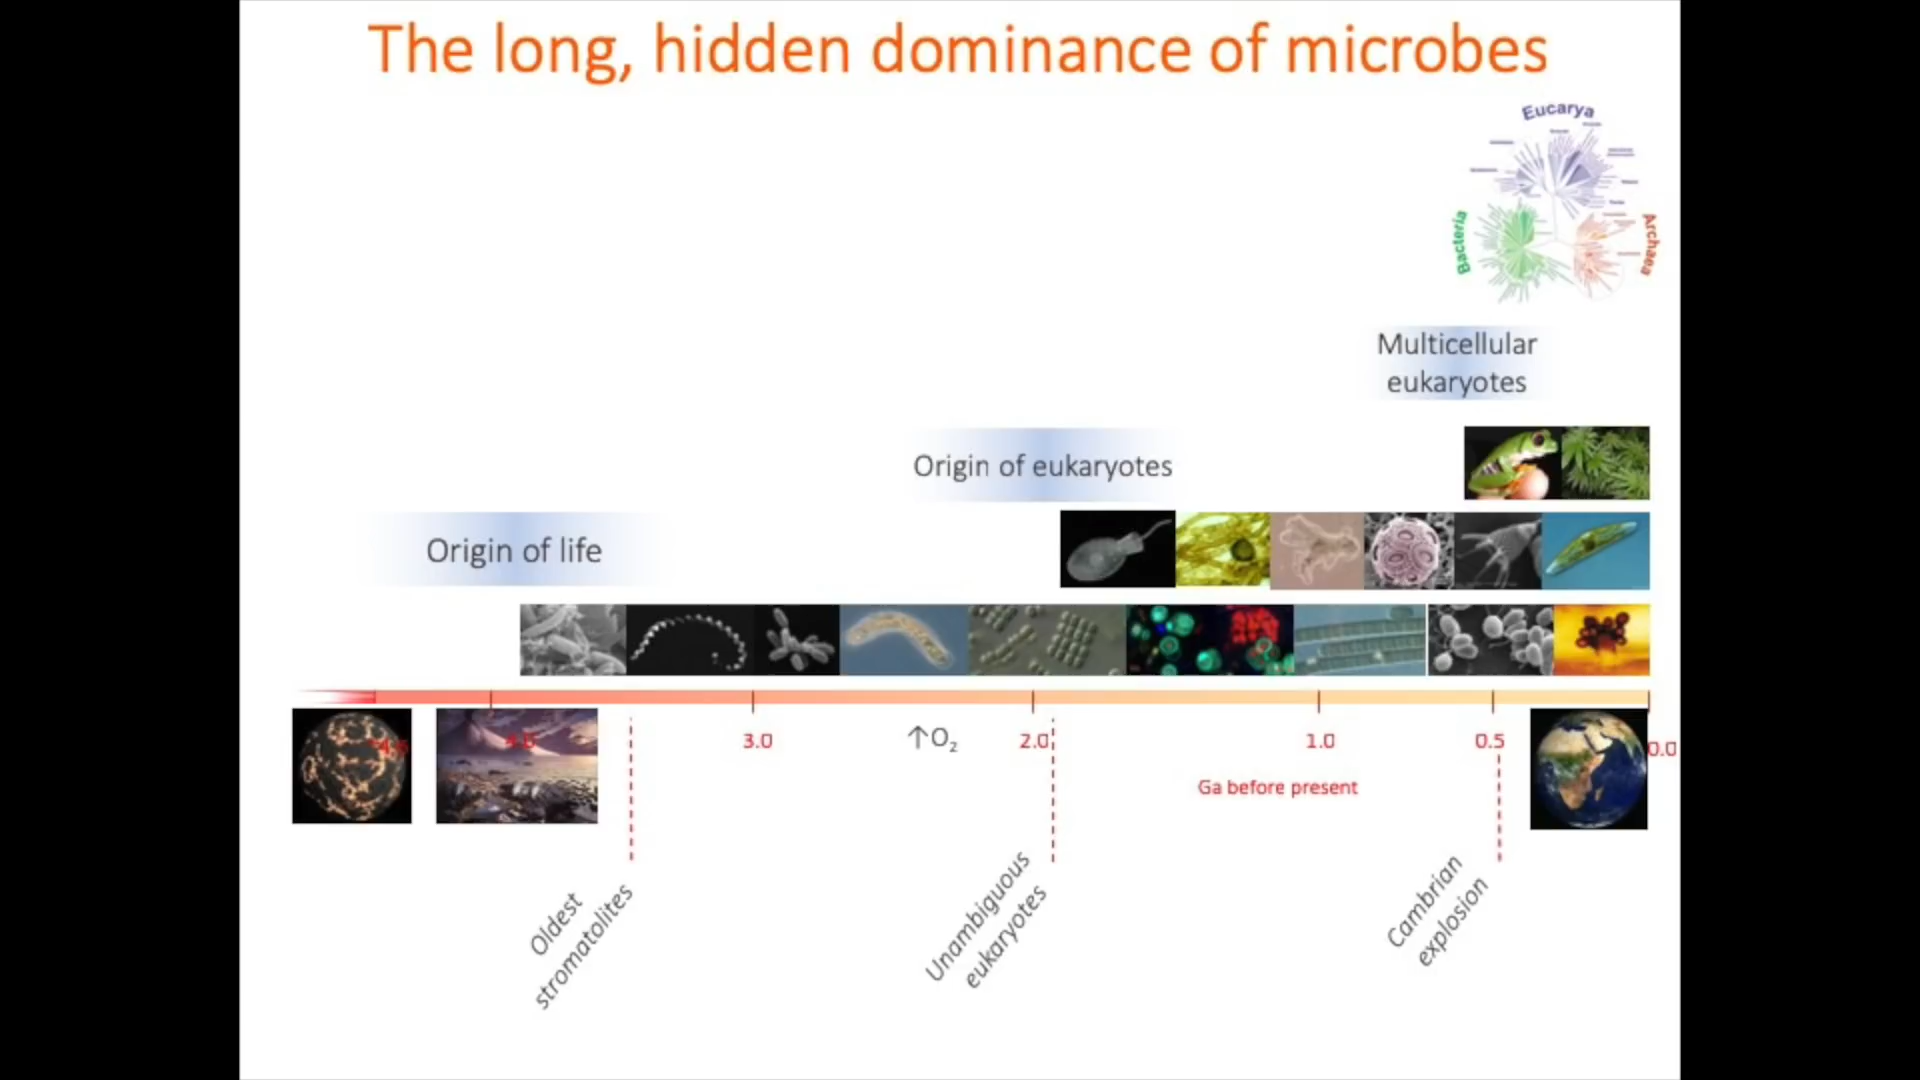 The long, hidden dominance of microbes
Eucarya
Bacteria
Archaea
Multicellular
eukaryotes
Origin of eukaryotes
Origin of life
3.0
↑O₂
2.0
1.0
0.5
0.0
Ga before present
Oldest
stromatolites
Unambiguous
eukaryotes
Cambrian
explosion